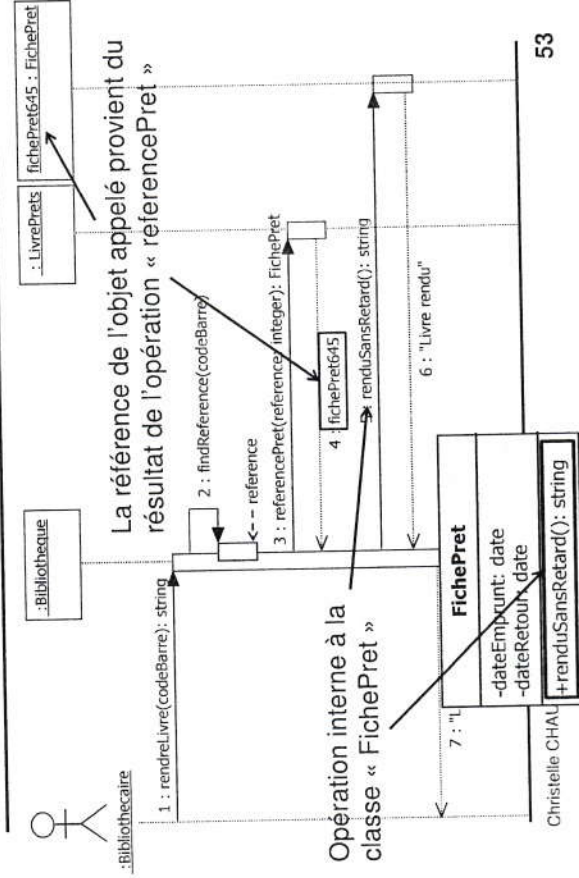 fichePret645 : FichePret
: LivrePrets
:Bibliotheque
:Bibliothecaire
La référence de l'objet appelé provient du
résultat de l'opération « referencePret »
1 : rendreLivre(codeBarre): string
2 : findReference(codeBarre)
reference
3 : referencePret(reference: integer): FichePret
4 : fichePret645
: renduSansRetard(): string
6 : "Livre rendu"
Opération interne à la
classe « FichePret »
7 : "L
FichePret
-dateEmprunt: date
-dateRetour: date
+renduSansRetard(): string
Christelle CHAU
53